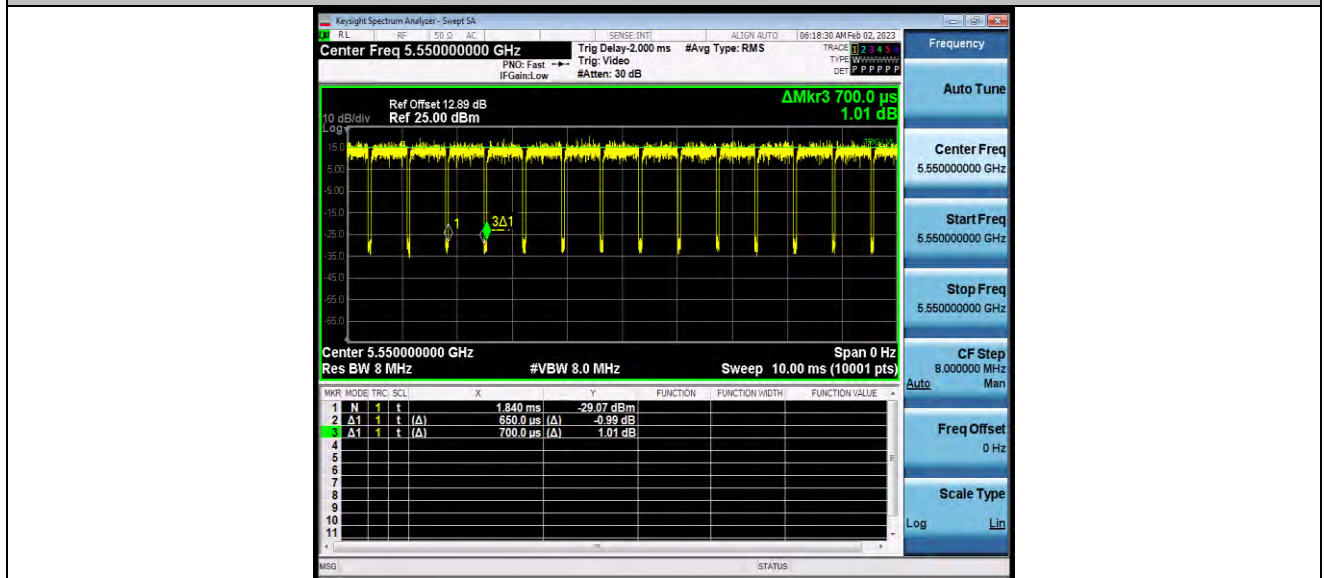 Keysight Spectrum Analyzer - Swept SA
RL RF 50 Ω AC SENSE:INT ALIGN AUTO 06:18:30 AM Feb 02, 2023
Center Freq 5.550000000 GHz Trig Delay-2.000 ms #Avg Type: RMS TRACE 1 2 3 4 5 6
PNO: Fast Trig: Video TYPE WWWWWW
IFGain:Low #Atten: 30 dB DET P P P P P P
Frequency
Auto Tune
Ref Offset 12.89 dB ΔMkr3 700.0 µs
10 dB/div Ref 25.00 dBm 1.01 dB
Log
15.0
5.00
-5.00
-15.0
-25.0
-35.0
-45.0
-55.0
-65.0
1 3Δ1
Center Freq
5.550000000 GHz
Start Freq
5.550000000 GHz
Stop Freq
5.550000000 GHz
Center 5.550000000 GHz Span 0 Hz
Res BW 8 MHz #VBW 8.0 MHz Sweep 10.00 ms (10001 pts)
CF Step
8.000000 MHz
Auto Man
MKR MODE TRC SCL X Y FUNCTION FUNCTION WIDTH FUNCTION VALUE
1 N 1 t 1.840 ms -29.07 dBm
2 Δ1 1 t (Δ) 650.0 µs (Δ) -0.99 dB
3 Δ1 1 t (Δ) 700.0 µs (Δ) 1.01 dB
4
5
6
7
8
9
10
11
Freq Offset
0 Hz
Scale Type
Log Lin
MSG STATUS